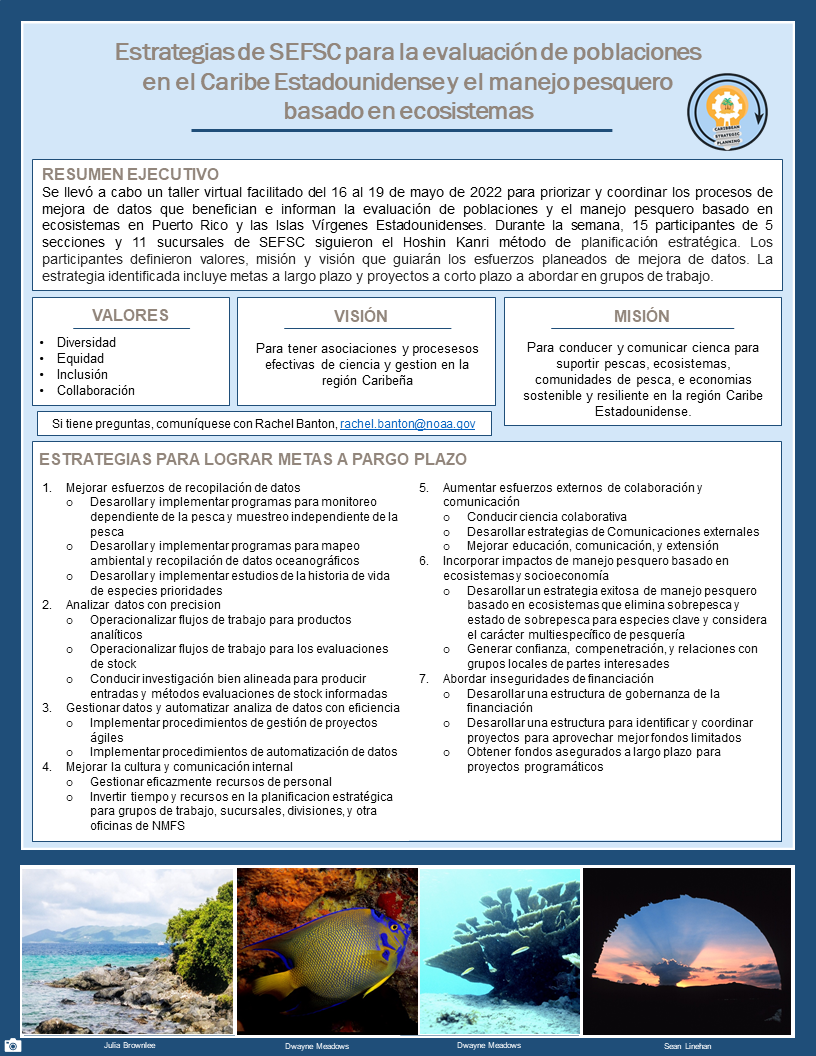 Estrategias de SEFSC para la evaluación de poblaciones
en el Caribe Estadounidense y el manejo pesquero
basado en ecosistemas
CARIBBEAN
STRATEGIC
PLANNING
RESUMEN EJECUTIVO
Se llevó a cabo un taller virtual facilitado del 16 al 19 de mayo de 2022 para priorizar y coordinar los procesos de
mejora de datos que benefician e informan la evaluación de poblaciones y el manejo pesquero basado en
ecosistemas en Puerto Rico y las Islas Vírgenes Estadounidenses. Durante la semana, 15 participantes de 5
secciones y 11 sucursales de SEFSC siguieron el Hoshin Kanri método de planificación estratégica. Los
participantes definieron valores, misión y visión que guiarán los esfuerzos planeados de mejora de datos. La
estrategia identificada incluye metas a largo plazo y proyectos a corto plazo a abordar en grupos de trabajo.
VALORES
• Diversidad
• Equidad
• Inclusión
• Collaboración
VISIÓN
Para tener asociaciones y procesesos
efectivas de ciencia y gestion en la
región Caribeña
MISIÓN
Para conducer y comunicar cienca para
suportir pescas, ecosistemas,
comunidades de pesca, e economias
sostenible y resiliente en la región Caribe
Estadounidense.
Si tiene preguntas, comuníquese con Rachel Banton, rachel.banton@noaa.gov
ESTRATEGIAS PARA LOGRAR METAS A PARGO PLAZO
1. Mejorar esfuerzos de recopilación de datos
o Desarollar y implementar programas para monitoreo
dependiente de la pesca y muestreo independiente de la
pesca
o Desarollar y implementar programas para mapeo
ambiental y recopilación de datos oceanográficos
o Desarollar y implementar estudios de la historia de vida
de especies prioridades
2. Analizar datos con precision
o Operacionalizar flujos de trabajo para productos
analíticos
o Operacionalizar flujos de trabajo para los evaluaciones
de stock
o Conducir investigación bien alineada para producir
entradas y métodos evaluaciones de stock informadas
3. Gestionar datos y automatizar analiza de datos con eficiencia
o Implementar procedimientos de gestión de proyectos
ágiles
o Implementar procedimientos de automatización de datos
4. Mejorar la cultura y comunicación internal
o Gestionar eficazmente recursos de personal
o Invertir tiempo y recursos en la planificacion estratégica
para grupos de trabajo, sucursales, divisiones, y otra
oficinas de NMFS
5. Aumentar esfuerzos externos de colaboración y
comunicación
o Conducir ciencia colaborativa
o Desarollar estrategias de Comunicaciones externales
o Mejorar educación, comunicación, y extensión
6. Incorporar impactos de manejo pesquero basado en
ecosistemas y socioeconomía
o Desarollar un estrategia exitosa de manejo pesquero
basado en ecosistemas que elimina sobrepesca y
estado de sobrepesca para especies clave y considera
el carácter multiespecífico de pesquería
o Generar confianza, compenetración, y relaciones con
grupos locales de partes interesadas
7. Abordar inseguridades de financiación
o Desarollar una estructura de gobernanza de la
financiación
o Desarollar una estructura para identificar y coordinar
proyectos para aprovechar mejor fondos limitados
o Obtener fondos asegurados a largo plazo para
proyectos programáticos
Julia Brownlee
Dwayne Meadows
Dwayne Meadows
Sean Linehan